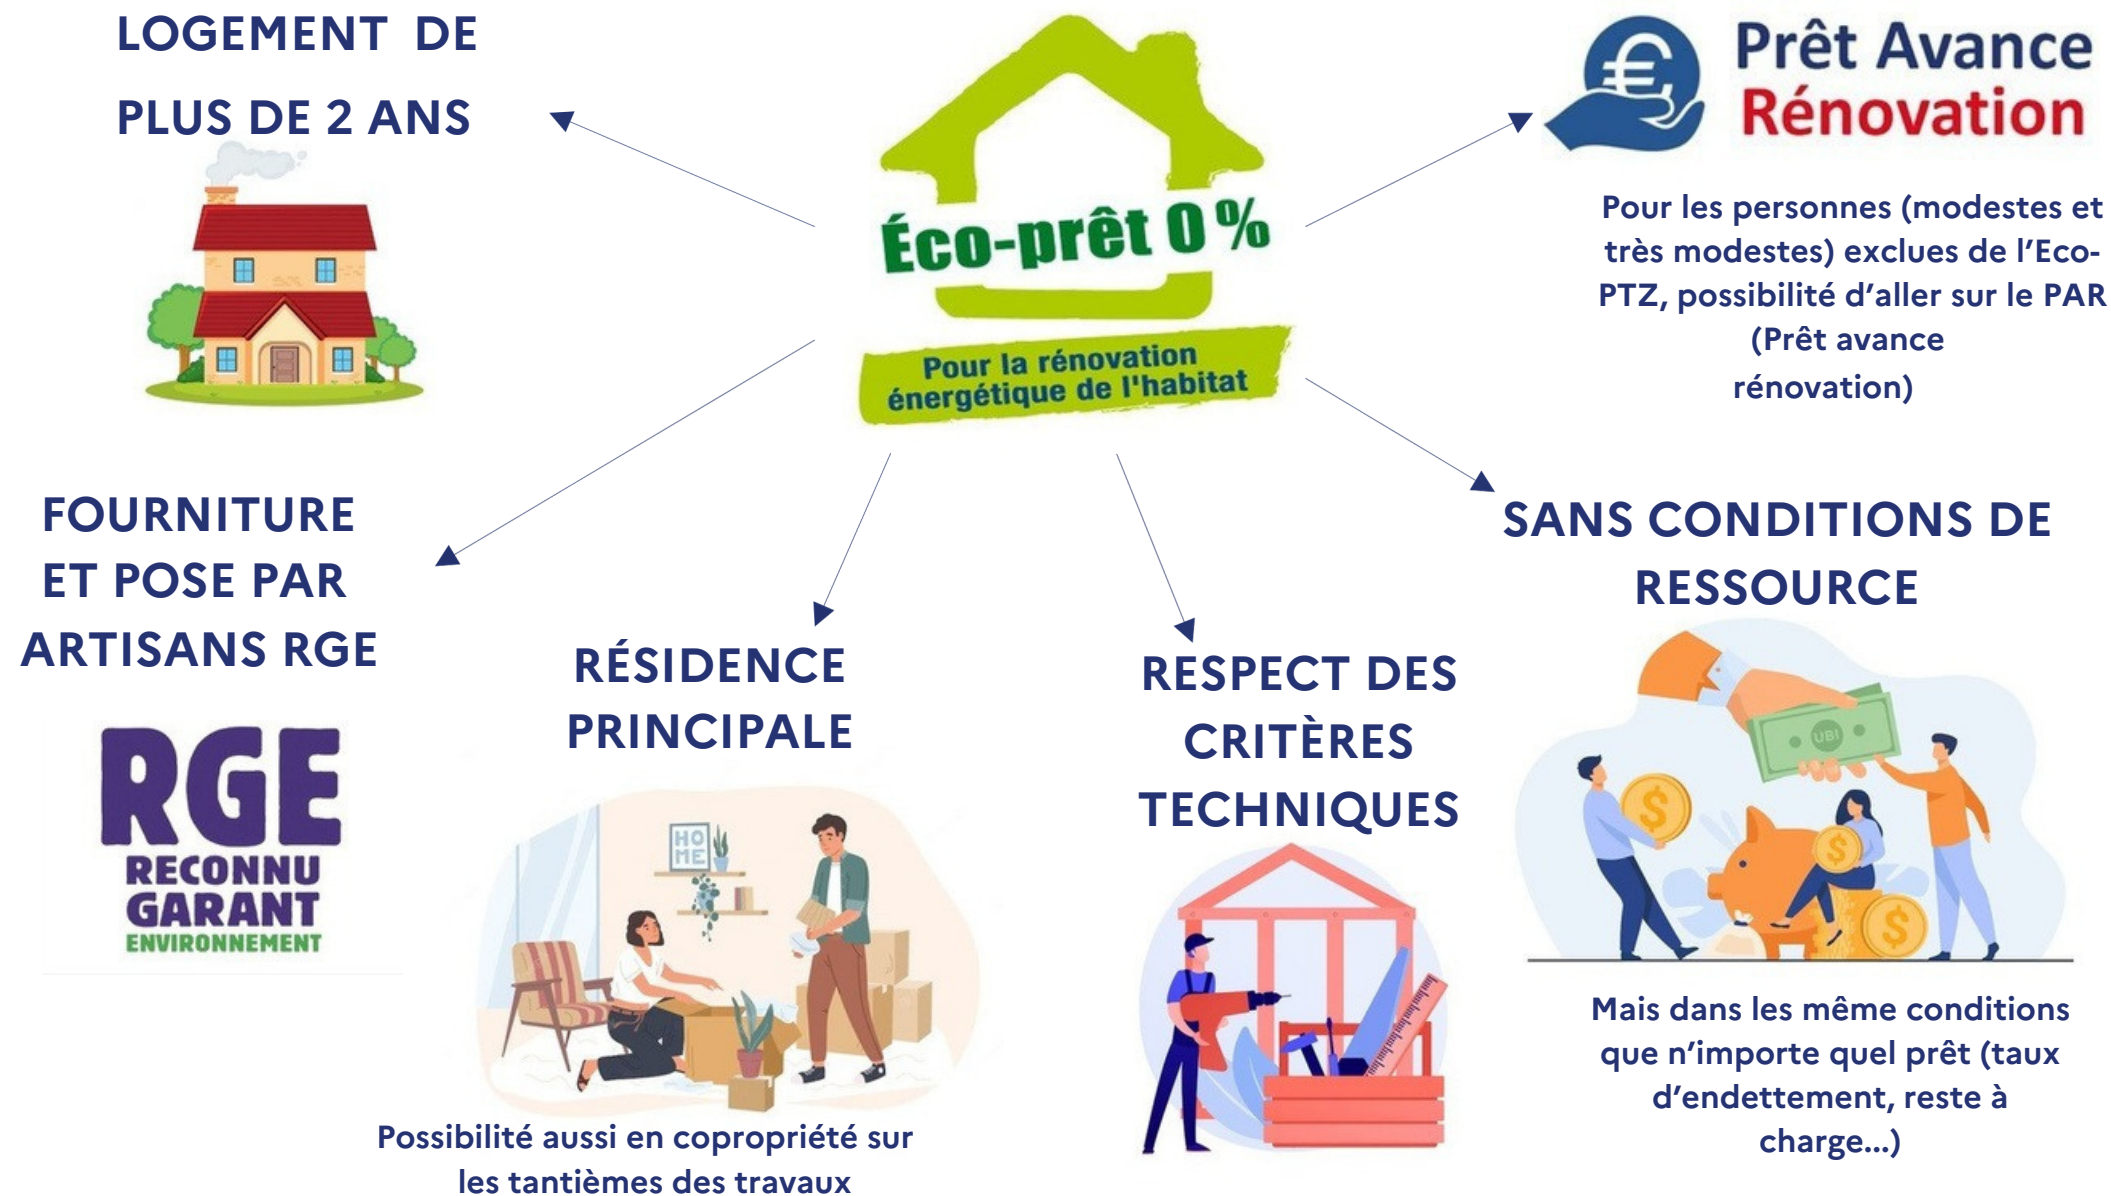 LOGEMENT DE
PLUS DE 2 ANS
Éco-prêt 0 %
Pour la rénovation
énergétique de l'habitat
€
Prêt Avance
Rénovation
Pour les personnes (modestes et
très modestes) exclues de l'Eco-
PTZ, possibilité d'aller sur le PAR
(Prêt avance
rénovation)
FOURNITURE
ET POSE PAR
ARTISANS RGE
RGE
RECONNU
GARANT
ENVIRONNEMENT
RÉSIDENCE
PRINCIPALE
HO
ME
Possibilité aussi en copropriété sur
les tantièmes des travaux
RESPECT DES
CRITÈRES
TECHNIQUES
SANS CONDITIONS DE
RESSOURCE
UBI
$
$
$
Mais dans les même conditions
que n'importe quel prêt (taux
d'endettement, reste à
charge...)